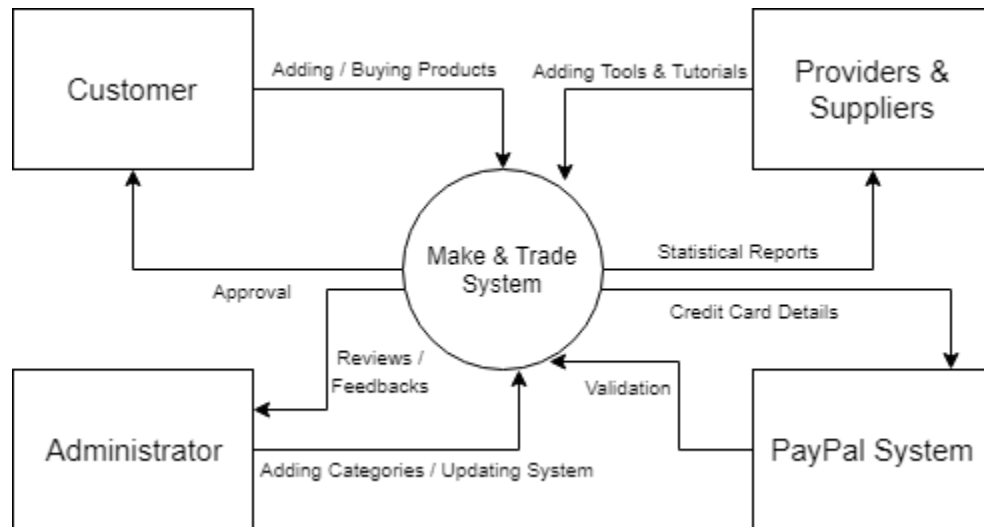 Customer
Adding / Buying Products
Adding Tools & Tutorials
Providers &
Suppliers
Make & Trade
System
Statistical Reports
Approval
Credit Card Details
Reviews /
Feedbacks
Validation
Administrator
Adding Categories / Updating System
PayPal System